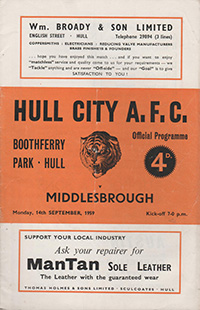 Wm. BROADY & SON LIMITED
ENGLISH STREET · HULL Telephone 29894 (3 lines)
COPPERSMITHS : ELECTRICIANS : REDUCING VALVE MANUFACTURERS
BRASS FINISHERS & FOUNDERS
. . . hope you have enjoyed this match . . . and if you want to enjoy
"matchless" service and quality come to us for your requirements — we
"Tackle" anything and we are never "Offside" — and our "Goal" is to give
SATISFACTION TO YOU !
HULL CITY A.F.C.
Official Programme
BOOTHFERRY
PARK · HULL
4D.
v
MIDDLESBROUGH
Monday, 14th SEPTEMBER, 1959 Kick-off 7-0 p.m.
SUPPORT YOUR LOCAL INDUSTRY
Ask your repairer for
ManTan SOLE LEATHER
The Leather with the guaranteed wear
THOMAS HOLMES & SONS LIMITED : SCULCOATES · HULL